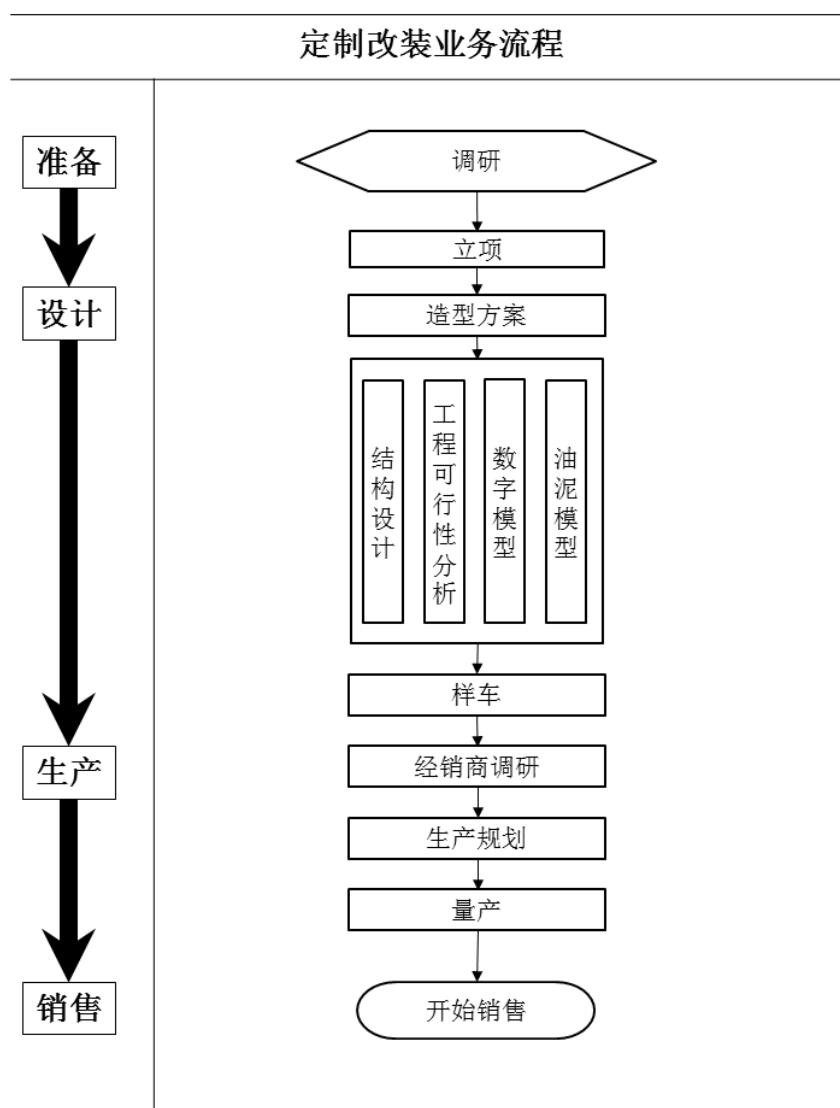 定制改装业务流程
准备
调研
立项
设计
造型方案
结构设计
工程可行性分析
数字模型
油泥模型
样车
生产
经销商调研
生产规划
量产
销售
开始销售